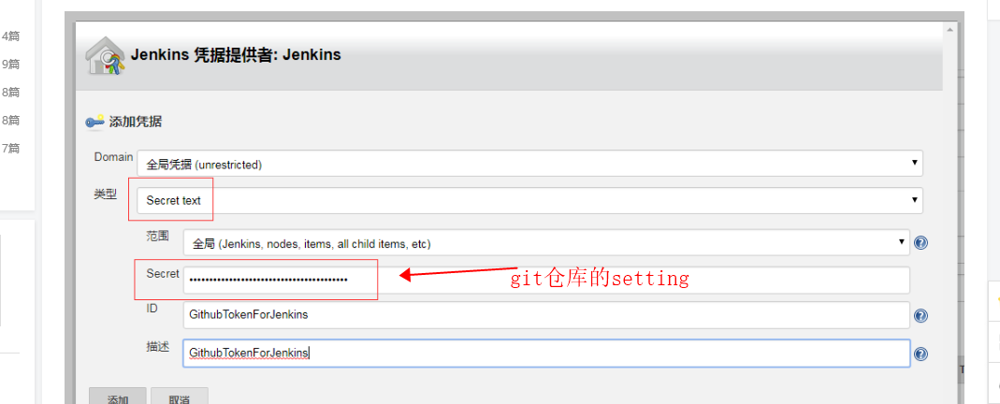 4篇
9篇
8篇
8篇
7篇
Jenkins 凭据提供者: Jenkins
添加凭据
Domain
全局凭据 (unrestricted)
类型
Secret text
范围
全局 (Jenkins, nodes, items, all child items, etc)
Secret
••••••••••••••••••••••••••••••••••••••••
git仓库的setting
ID
GithubTokenForJenkins
描述
GithubTokenForJenkins
添加
取消